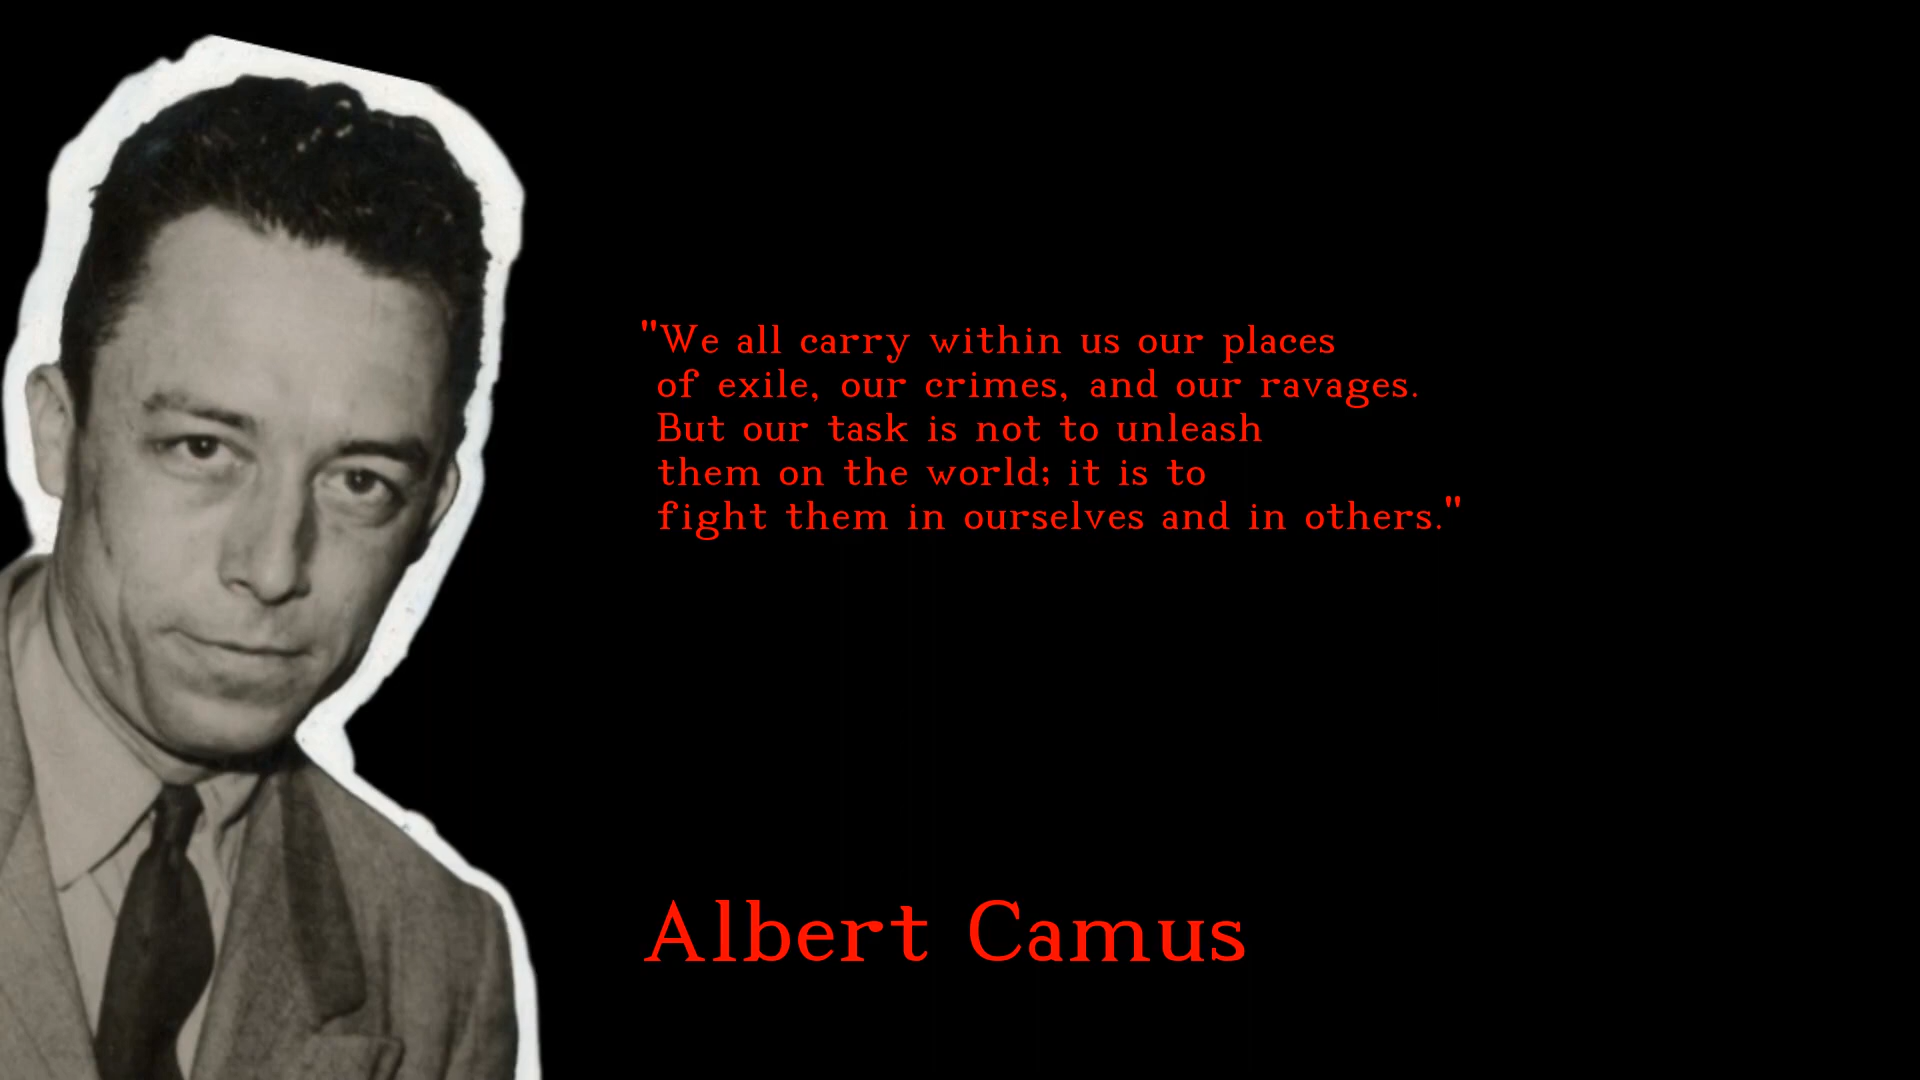 "We all carry within us our places
of exile, our crimes, and our ravages.
But our task is not to unleash
them on the world; it is to
fight them in ourselves and in others."
Albert Camus